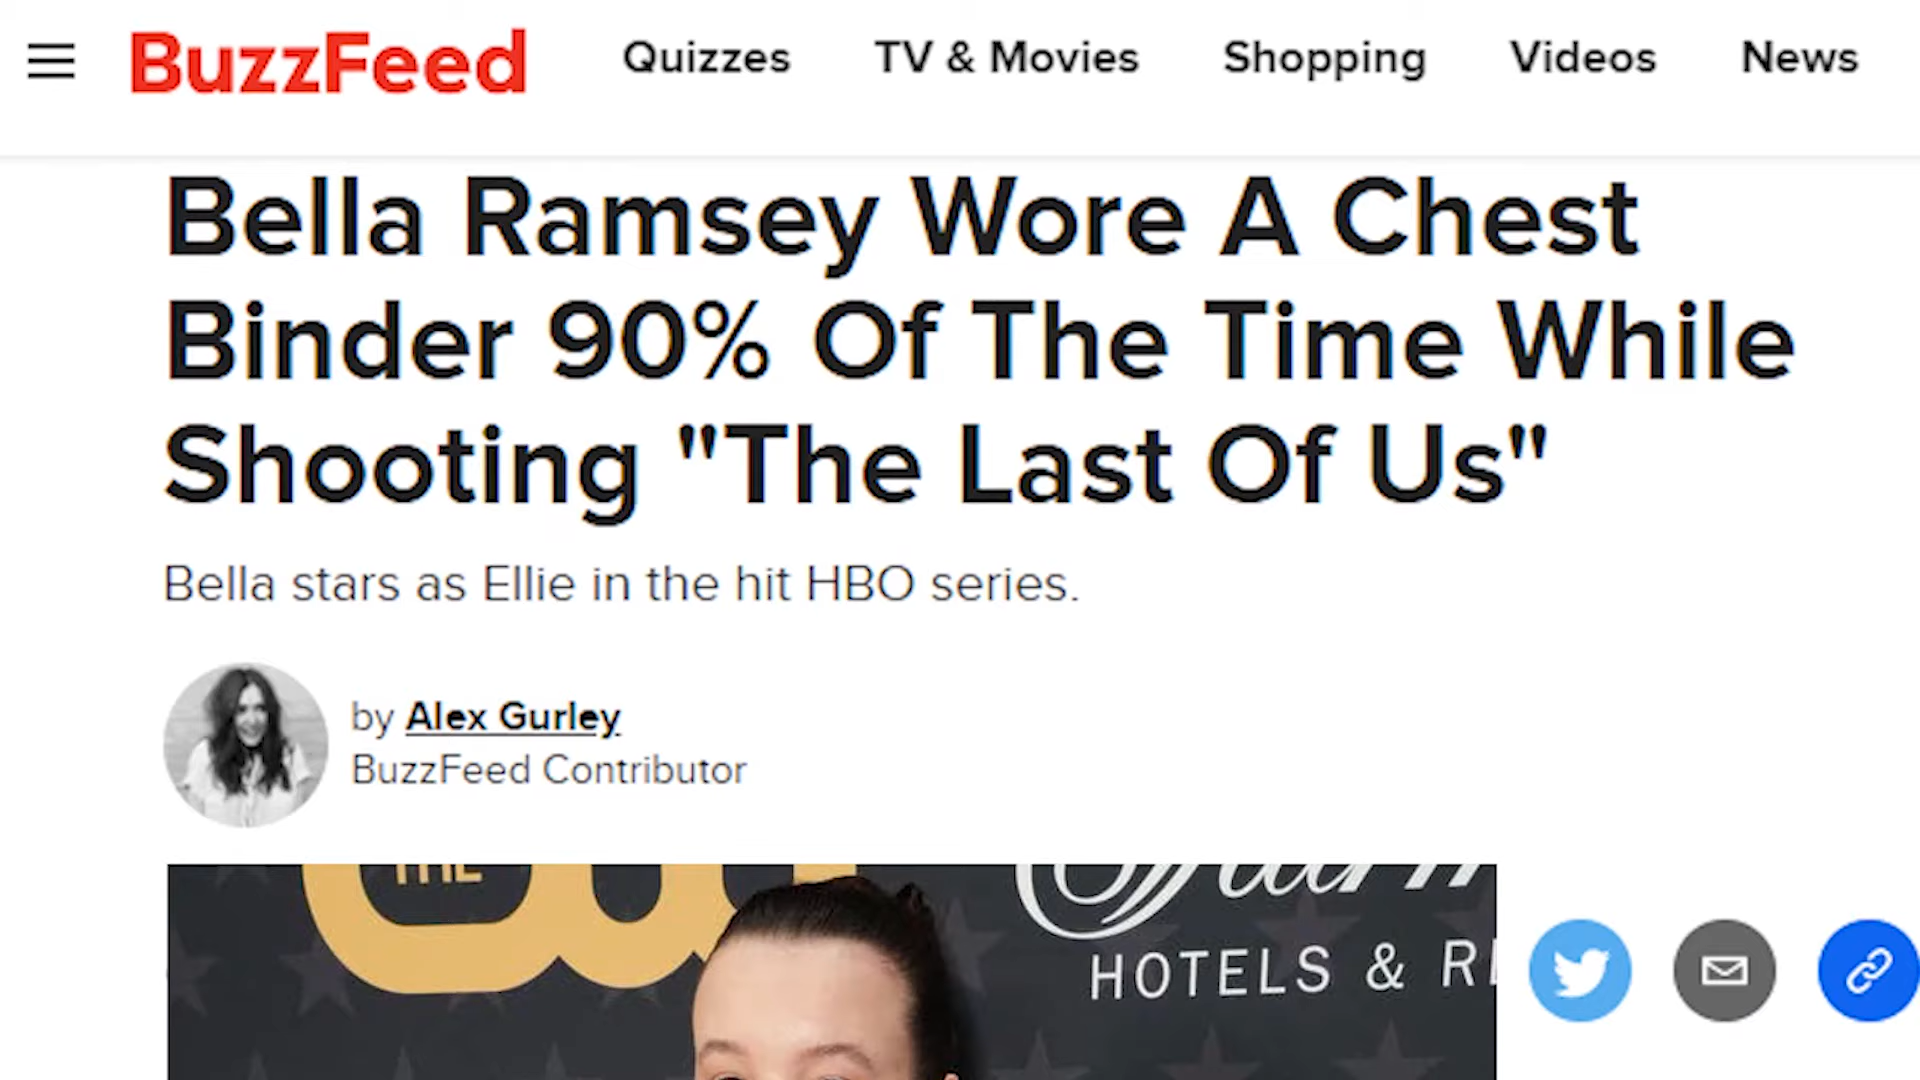 BuzzFeed Quizzes TV & Movies Shopping Videos News
Bella Ramsey Wore A Chest
Binder 90% Of The Time While
Shooting "The Last Of Us"
Bella stars as Ellie in the hit HBO series.
by Alex Gurley
BuzzFeed Contributor
THE
HOTELS &